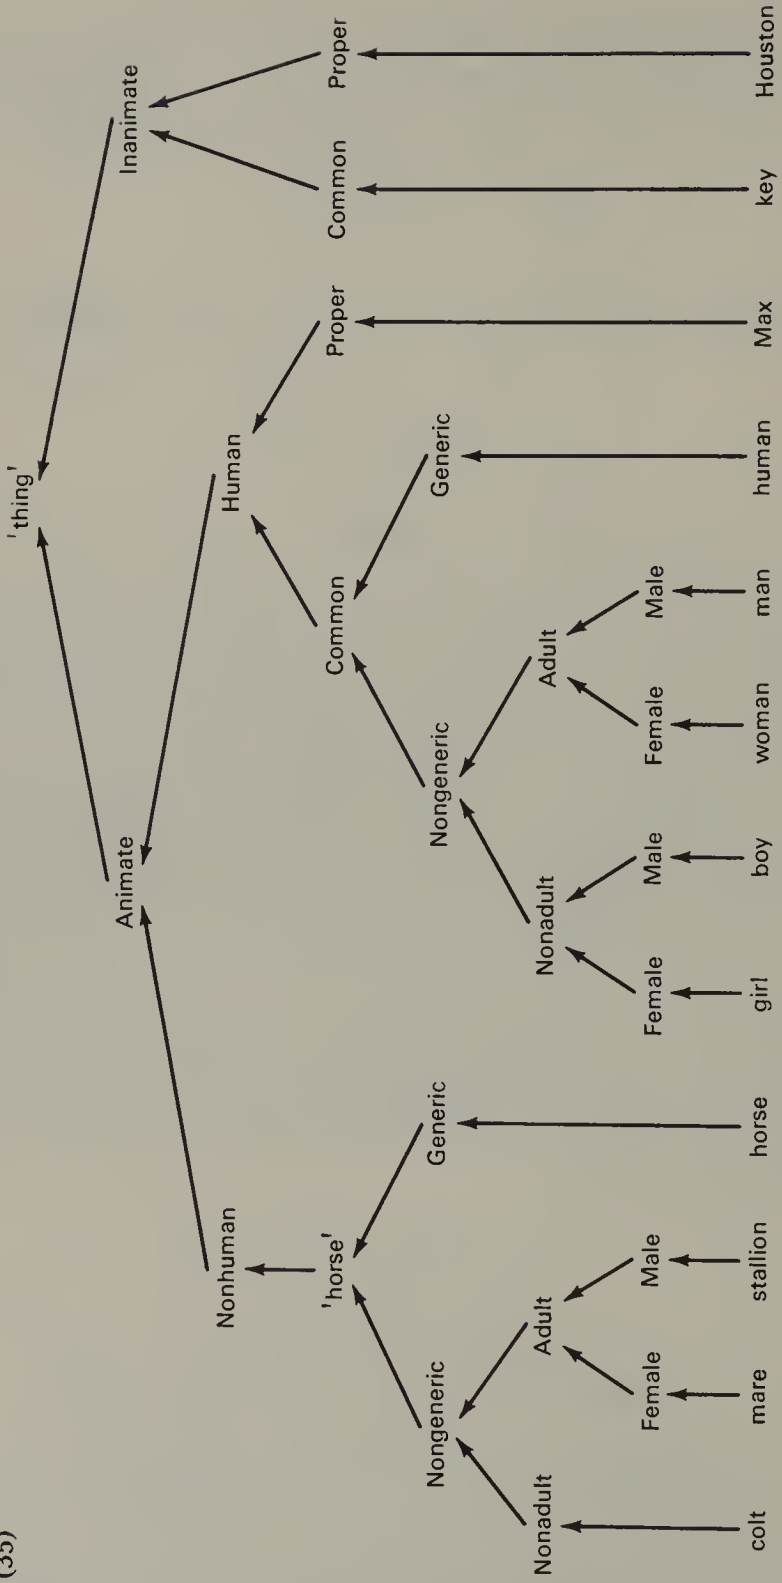 (35)
'thing'
Animate Inanimate
Nonhuman Human
'horse' Common Proper Common Proper
Nongeneric Generic Nongeneric Generic
Nonadult Adult Nonadult Adult
Female Male Female Male Female Male
colt mare stallion horse girl boy woman man human Max key Houston